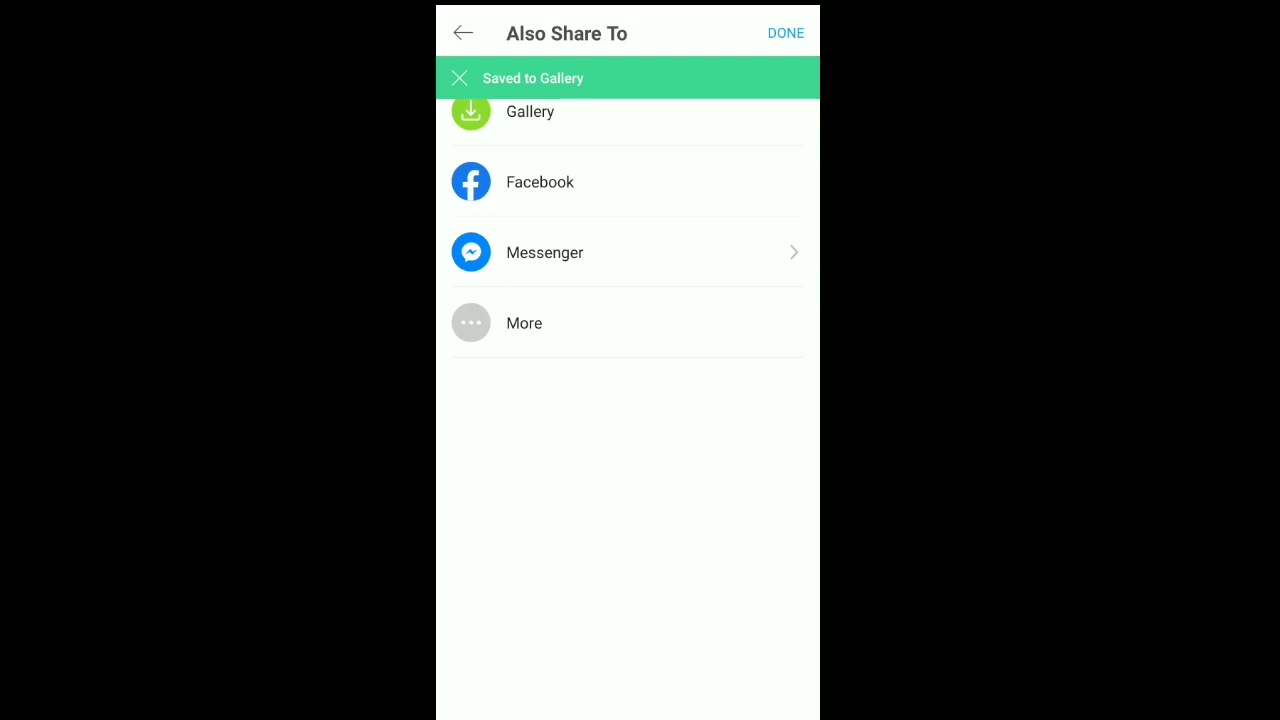 Also Share To
DONE
Saved to Gallery
Gallery
Facebook
Messenger
More